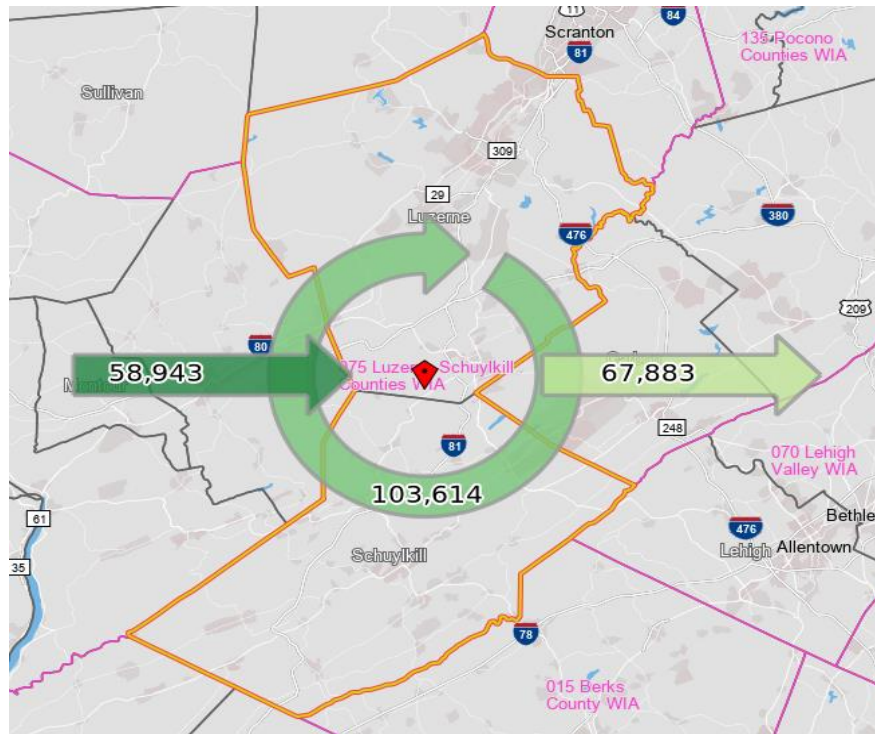 11
84
Scranton
81
135 Pocono
Counties WIA
Sullivan
309
29
Luzerne
380
476
209
80
58,943
075 Luzerne-Schuylkill
Counties WIA
67,883
81
248
070 Lehigh
Valley WIA
103,614
61
476
Bethle
Lehigh
Allentown
Schuylkill
35
78
015 Berks
County WIA